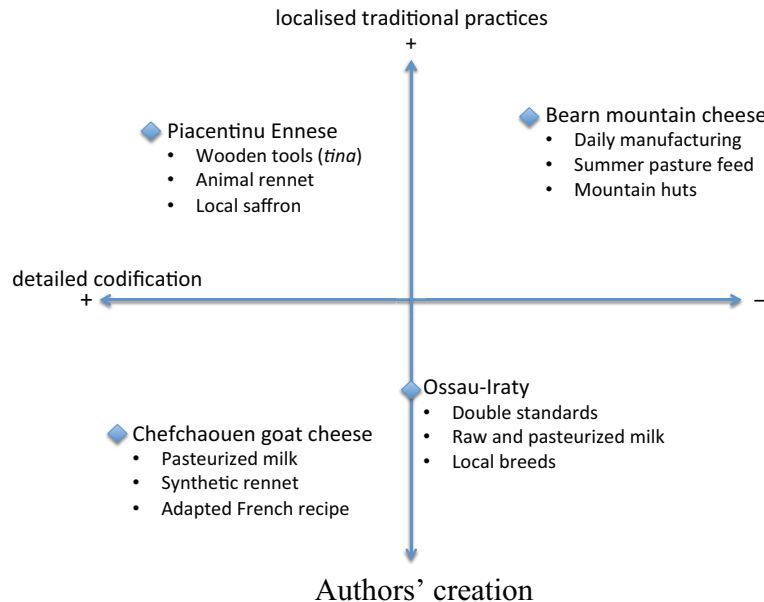 localised traditional practices
+
Bearn mountain cheese
• Daily manufacturing
• Summer pasture feed
• Mountain huts
Piacentinu Ennese
• Wooden tools (tina)
• Animal rennet
• Local saffron
detailed codification
+
–
Ossau-Iraty
• Double standards
• Raw and pasteurized milk
• Local breeds
Chefchaouen goat cheese
• Pasteurized milk
• Synthetic rennet
• Adapted French recipe
Authors’ creation